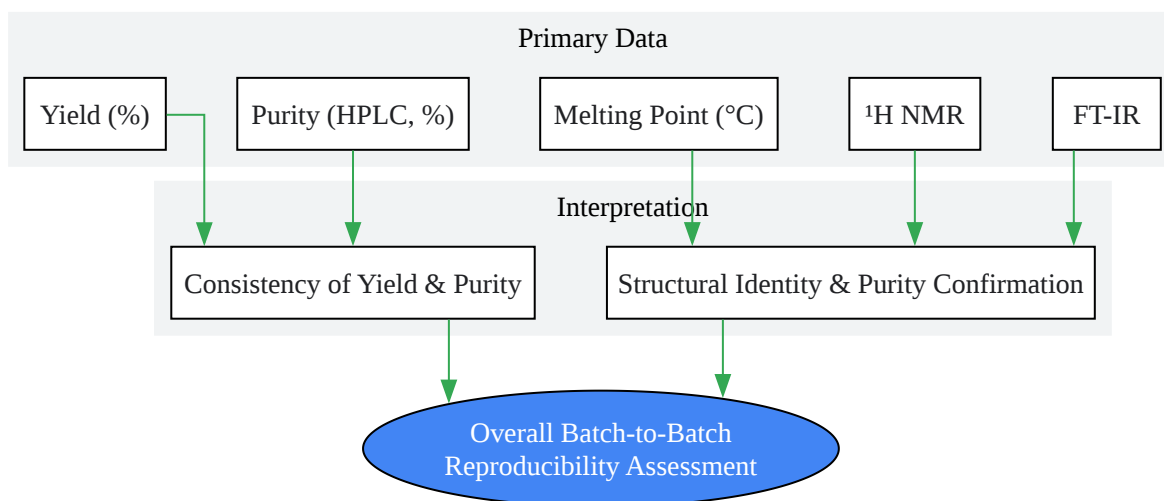 Primary Data
Yield (%)
Purity (HPLC, %)
Melting Point (°C)
¹H NMR
FT-IR
Interpretation
Consistency of Yield & Purity
Structural Identity & Purity Confirmation
Overall Batch-to-Batch
Reproducibility Assessment